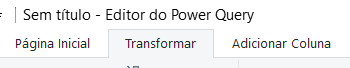 Sem título - Editor do Power Query
Página Inicial Transformar Adicionar Coluna